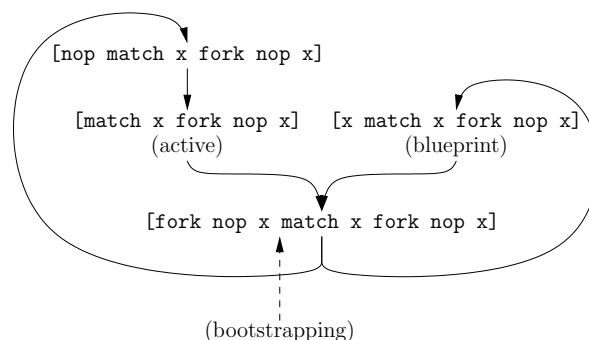 [nop match x fork nop x]
[match x fork nop x] [x match x fork nop x]
(active) (blueprint)
[fork nop x match x fork nop x]
(bootstrapping)